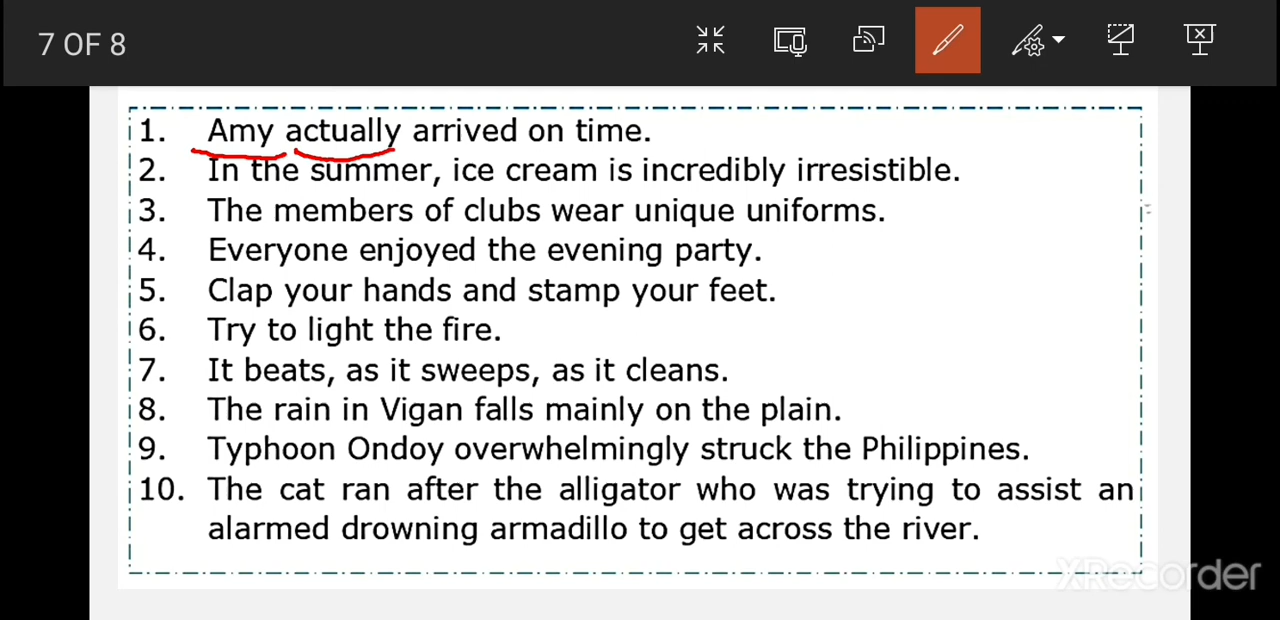 7 OF 8
1. Amy actually arrived on time.
2. In the summer, ice cream is incredibly irresistible.
3. The members of clubs wear unique uniforms.
4. Everyone enjoyed the evening party.
5. Clap your hands and stamp your feet.
6. Try to light the fire.
7. It beats, as it sweeps, as it cleans.
8. The rain in Vigan falls mainly on the plain.
9. Typhoon Ondoy overwhelmingly struck the Philippines.
10. The cat ran after the alligator who was trying to assist an
alarmed drowning armadillo to get across the river.
XRecorder